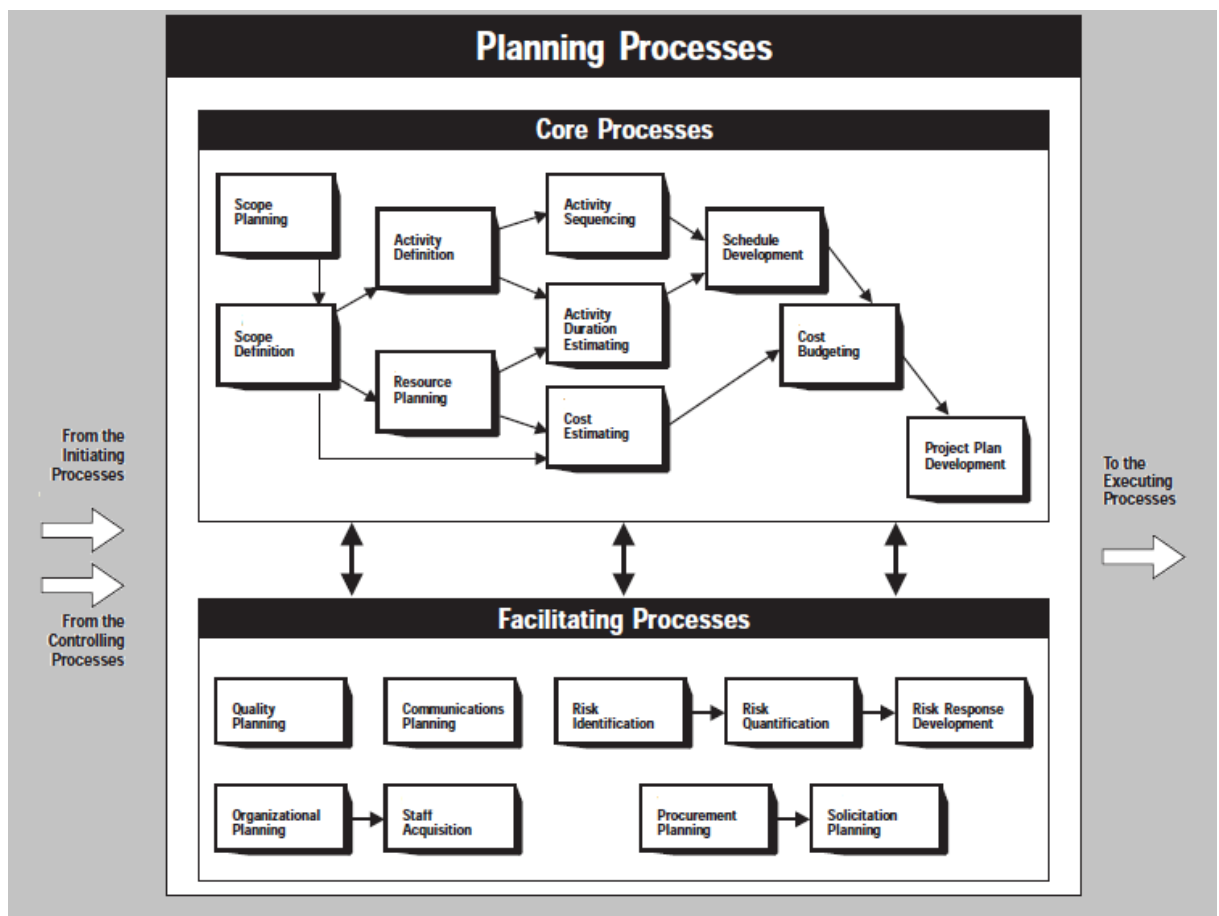 Planning Processes
Core Processes
Scope
Planning
Activity
Definition
Activity
Sequencing
Schedule
Development
Scope
Definition
Resource
Planning
Activity
Duration
Estimating
Cost
Estimating
Cost
Budgeting
Project Plan
Development
From the
Initiating
Processes
From the
Controlling
Processes
To the
Executing
Processes
Facilitating Processes
Quality
Planning
Communications
Planning
Risk
Identification
Risk
Quantification
Risk Response
Development
Organizational
Planning
Staff
Acquisition
Procurement
Planning
Solicitation
Planning